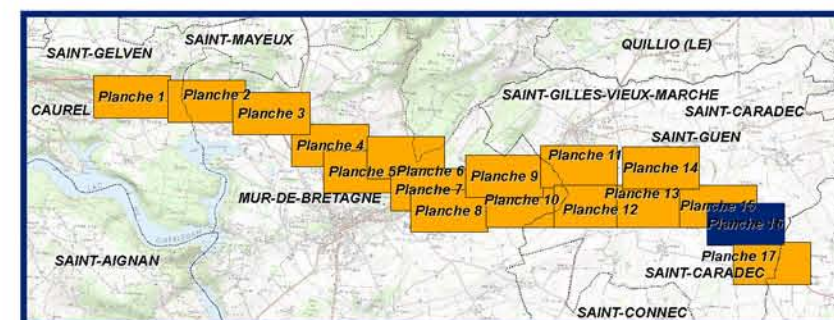 SAINT-MAYEUX
QUILLIO (LE)
SAINT-GELVEN
SAINT-GILLES-VIEUX-MARCHE
Planche 1
Planche 2
CAUREL
SAINT-CARADEC
Planche 3
SAINT-GUEN
Planche 4
Planche 11
Planche 14
Planche 5
Planche 6
Planche 9
Planche 7
Planche 13
MUR-DE-BRETAGNE
Planche 10
Planche 8
Planche 12
Planche 15
Planche 16
SAINT-AIGNAN
Planche 17
SAINT-CARADEC
SAINT-CONNEC